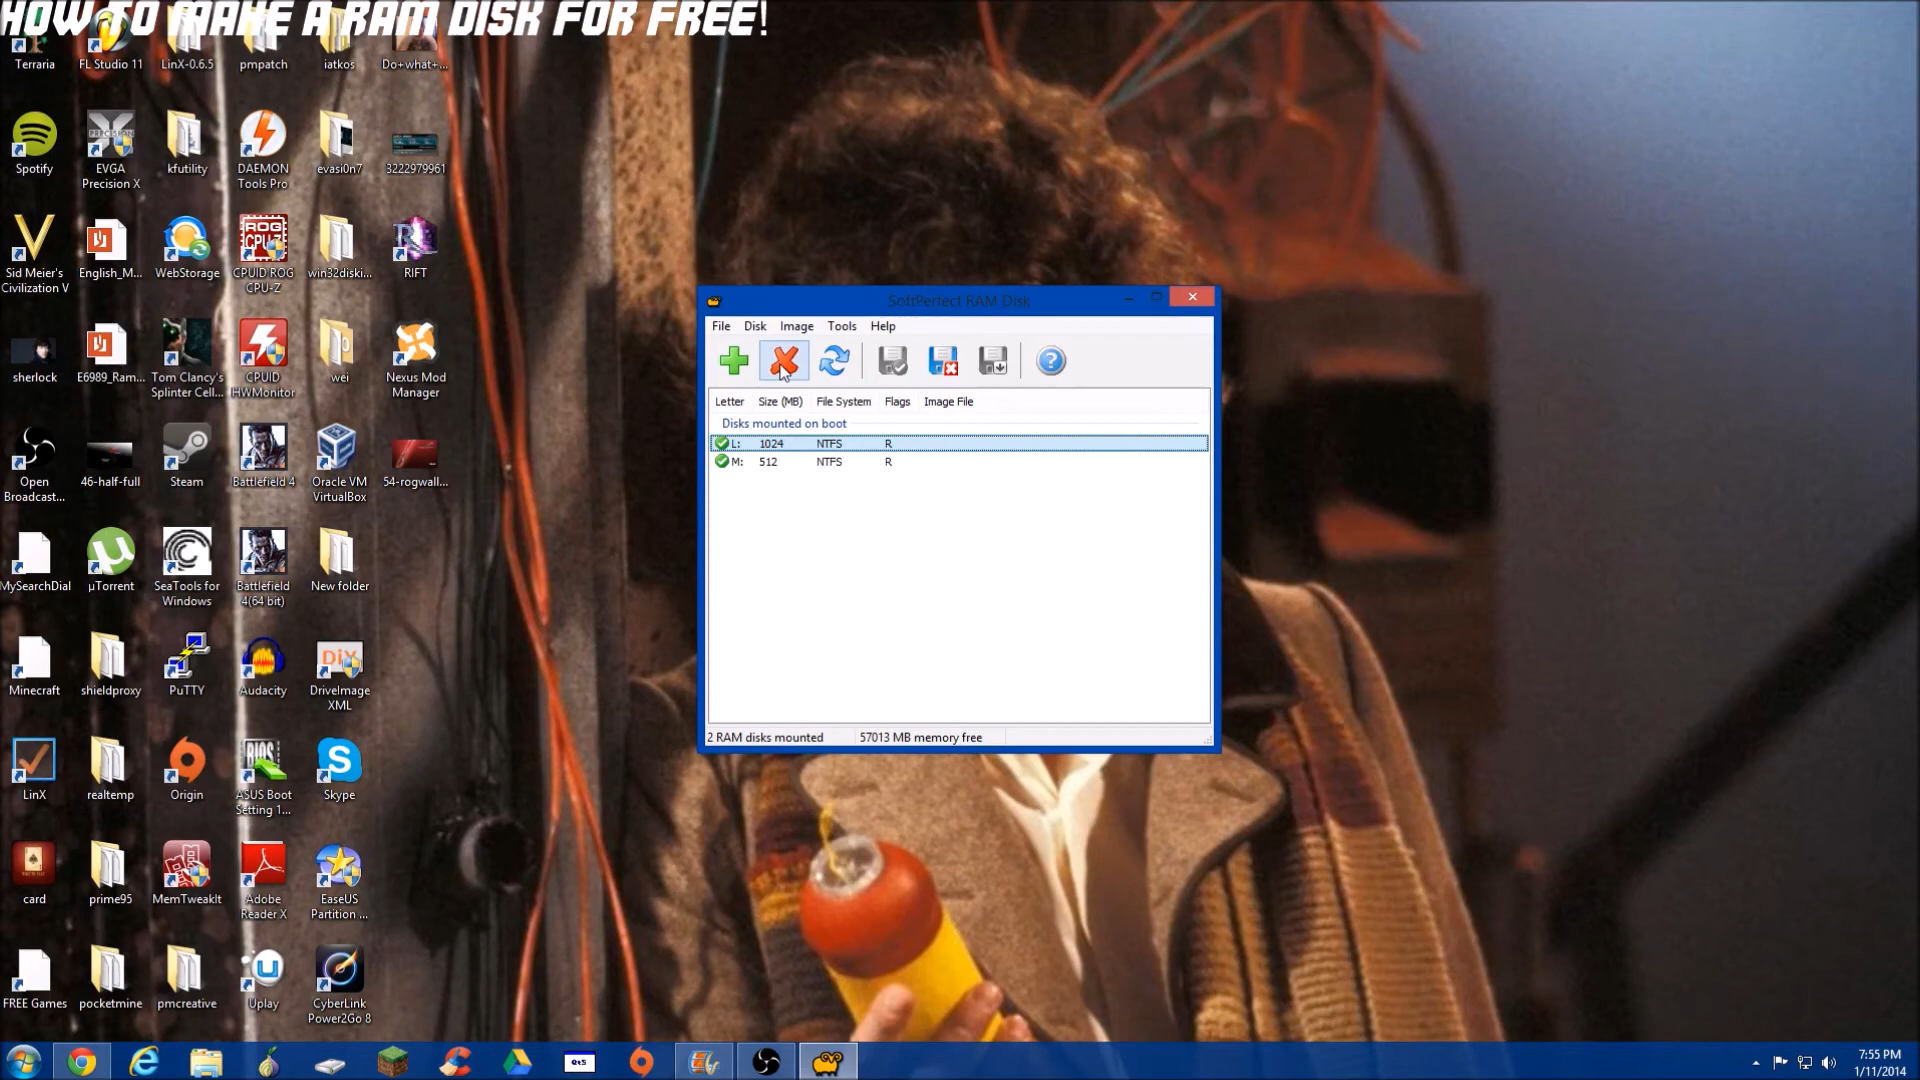 HOW TO MAKE A RAM DISK FOR FREE!
Terraria
FL Studio 11
LinX-0.6.5
pmpatch
iatkos
Do+what+...
Spotify
EVGA
Precision X
kfutility
DAEMON
Tools Pro
evasi0n7
3222979961
Sid Meier's
Civilization V
English_M...
WebStorage
CPUID ROG
CPU-Z
win32diski...
RIFT
sherlock
E6989_Ram...
Tom Clancy's
Splinter Cell...
CPUID
HWMonitor
wei
Nexus Mod
Manager
Open
Broadcast...
46-half-full
Steam
Battlefield 4
Oracle VM
VirtualBox
54-rogwall...
MySearchDial
µTorrent
SeaTools for
Windows
Battlefield
4(64 bit)
New folder
Minecraft
shieldproxy
PuTTY
Audacity
DriveImage
XML
LinX
realtemp
Origin
ASUS Boot
Setting 1...
Skype
card
prime95
MemTweakIt
Adobe
Reader X
EaseUS
Partition ...
FREE Games
pocketmine
pmcreative
Uplay
CyberLink
Power2Go 8
SoftPerfect RAM Disk
File Disk Image Tools Help
Letter Size (MB) File System Flags Image File
Disks mounted on boot
L: 1024 NTFS R
M: 512 NTFS R
2 RAM disks mounted 57013 MB memory free
7:55 PM
1/11/2014